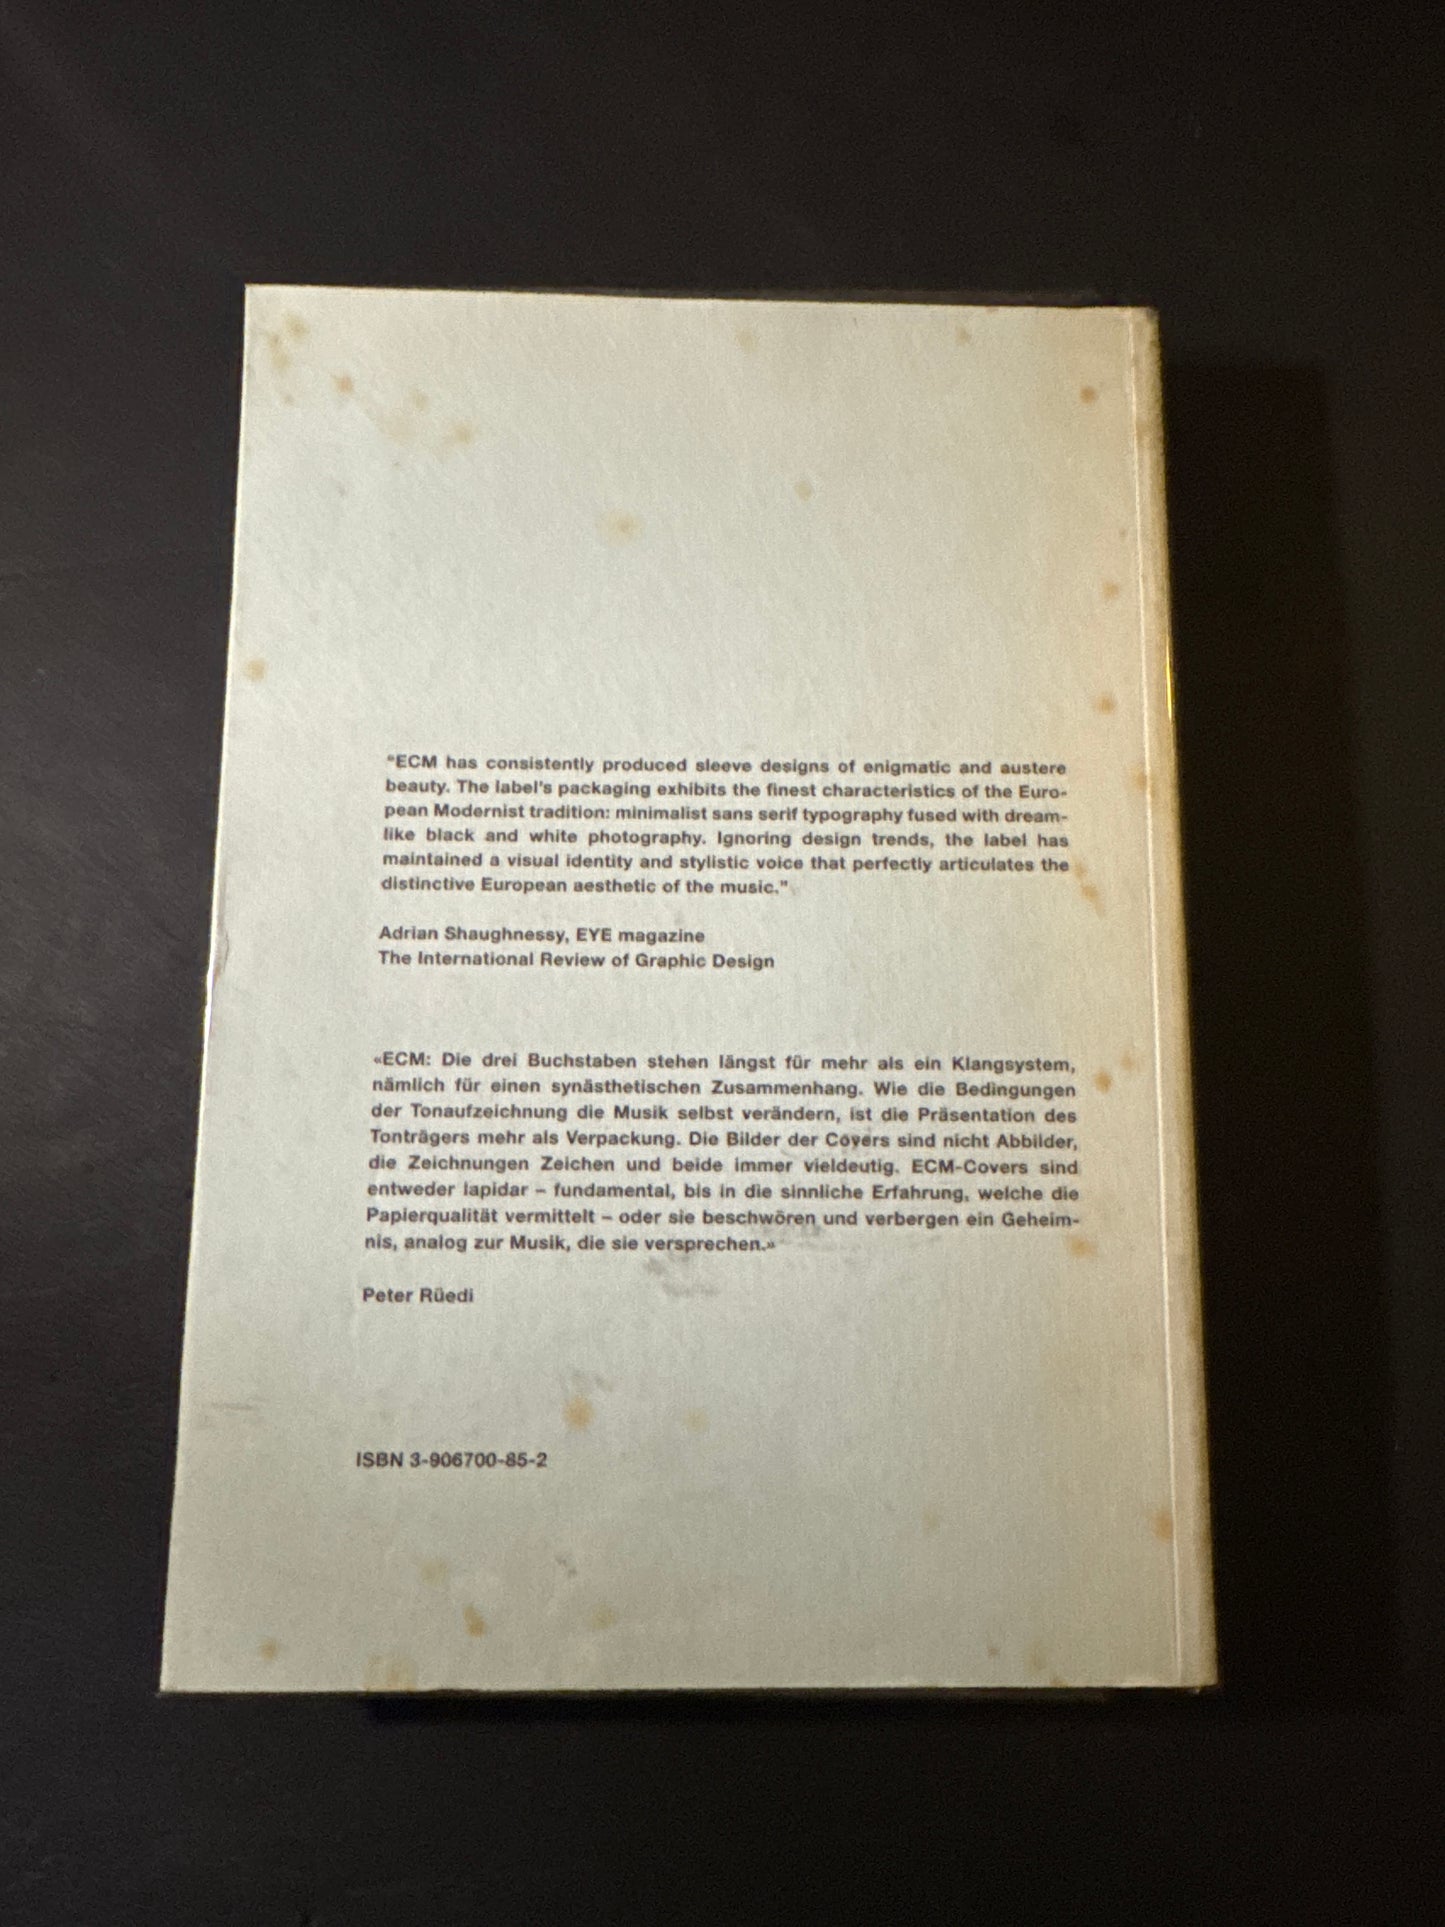 “ECM has consistently produced sleeve designs of enigmatic and austere
beauty. The label's packaging exhibits the finest characteristics of the Euro-
pean Modernist tradition: minimalist sans serif typography fused with dream-
like black and white photography. Ignoring design trends, the label has
maintained a visual identity and stylistic voice that perfectly articulates the
distinctive European aesthetic of the music.”
Adrian Shaughnessy, EYE magazine
The International Review of Graphic Design
«ECM: Die drei Buchstaben stehen längst für mehr als ein Klangsystem,
nämlich für einen synästhetischen Zusammenhang. Wie die Bedingungen
der Tonaufzeichnung die Musik selbst verändern, ist die Präsentation des
Tonträgers mehr als Verpackung. Die Bilder der Covers sind nicht Abbilder,
die Zeichnungen Zeichen und beide immer vieldeutig. ECM-Covers sind
entweder lapidar – fundamental, bis in die sinnliche Erfahrung, welche die
Papierqualität vermittelt – oder sie beschwören und verbergen ein Geheim-
nis, analog zur Musik, die sie versprechen.»
Peter Rüedi
ISBN 3-906700-85-2